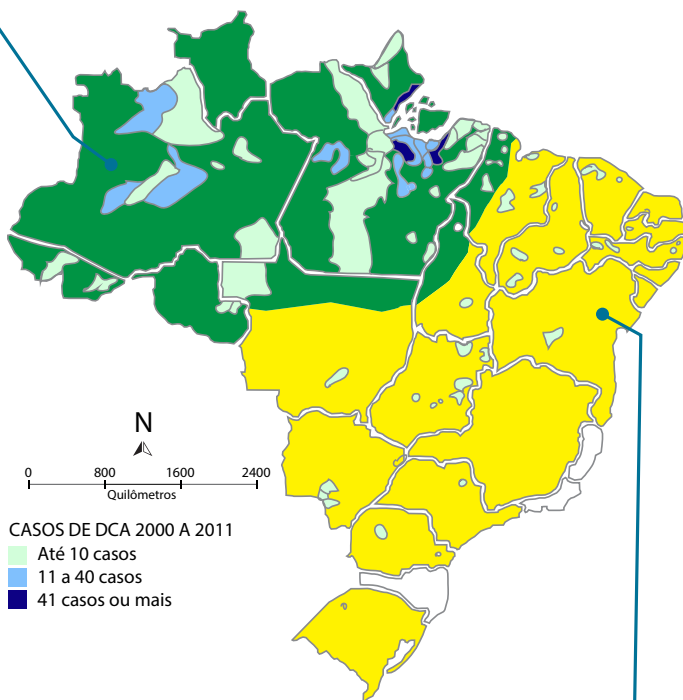 N
0 800 1600 2400
Quilômetros
CASOS DE DCA 2000 A 2011
Até 10 casos
11 a 40 casos
41 casos ou mais